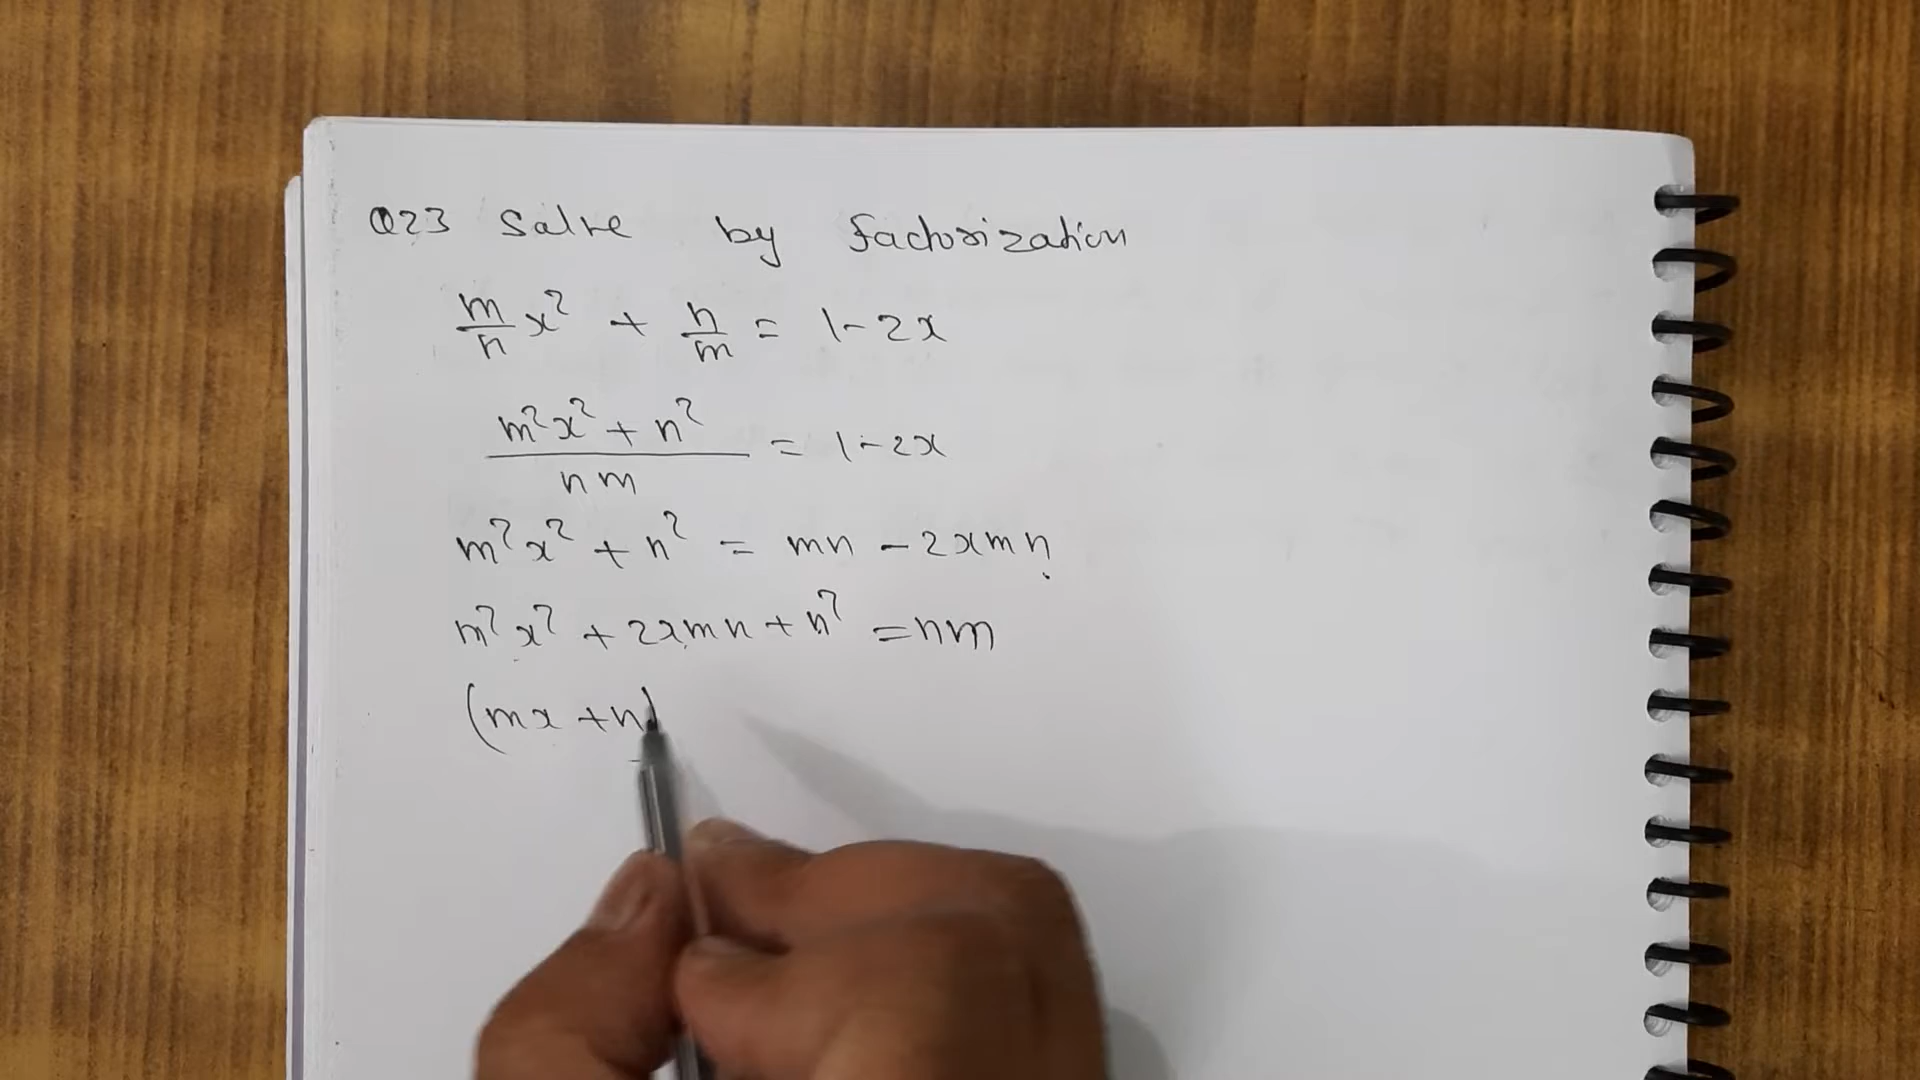 Q23 Solve by factorization
m/n x² + n/m = 1-2x
(m²x² + n²)/(nm) = 1-2x
m²x² + n² = mn - 2xmn
m²x² + 2xmn + n² = nm
(mx + n)